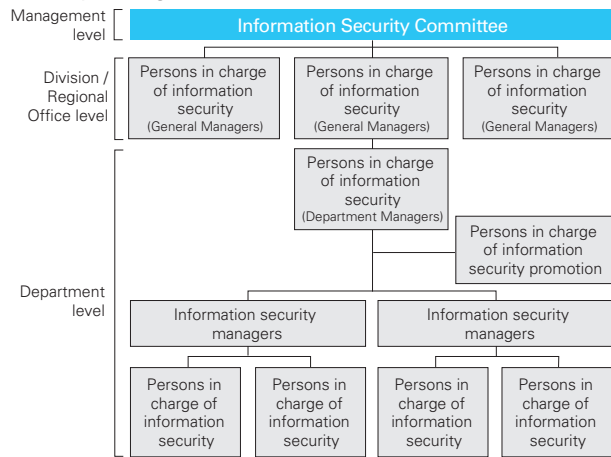 Management
level
Information Security Committee
Division /
Regional
Office level
Persons in charge
of information
security
(General Managers)
Persons in charge
of information
security
(General Managers)
Persons in charge
of information
security
(General Managers)
Department
level
Persons in charge
of information
security
(Department Managers)
Persons in charge
of information
security promotion
Information security
managers
Information security
managers
Persons in
charge of
information
security
Persons in
charge of
information
security
Persons in
charge of
information
security
Persons in
charge of
information
security